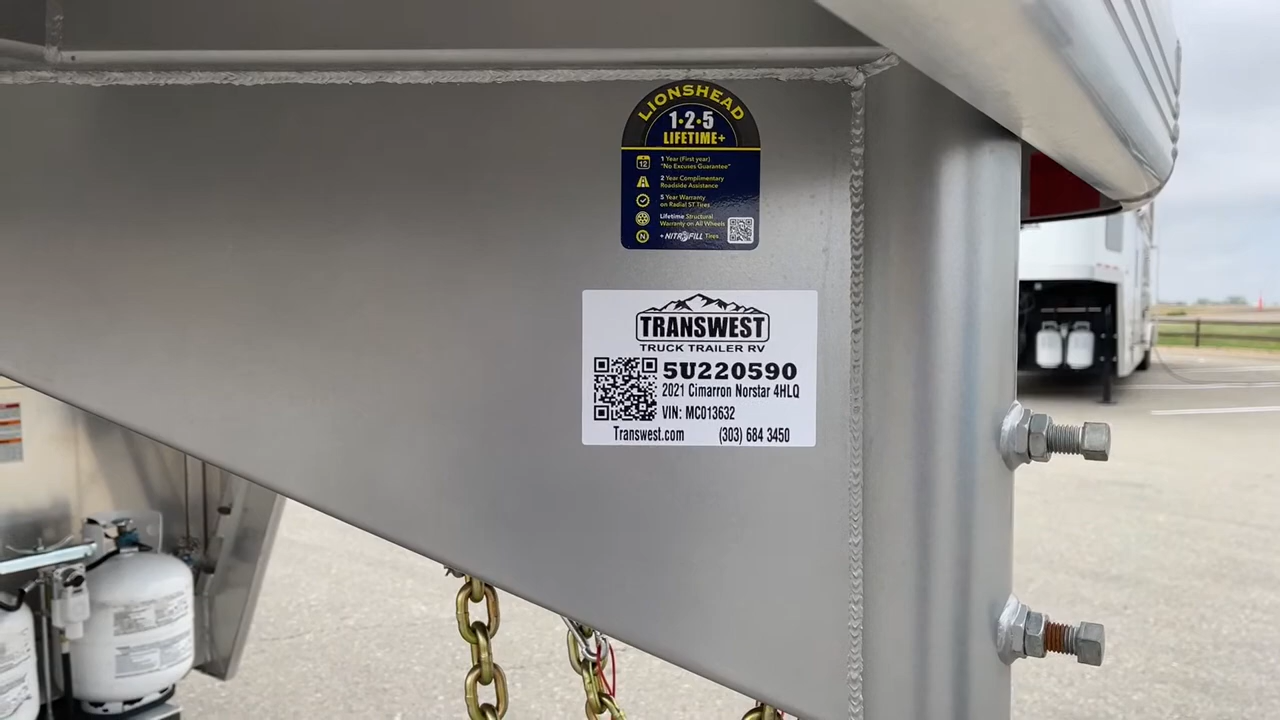 LIONSHEAD
1·2·5
LIFETIME+
12
1 Year (First year)
"No Excuses Guarantee"
2 Year Complimentary
Roadside Assistance
5 Year Warranty
on Radial ST Tires
Lifetime Structural
Warranty on All Wheels
N
+ NITROFILL Tires
TRANSWEST
TRUCK TRAILER RV
5U220590
2021 Cimarron Norstar 4HLQ
VIN: MC013632
Transwest.com (303) 684 3450